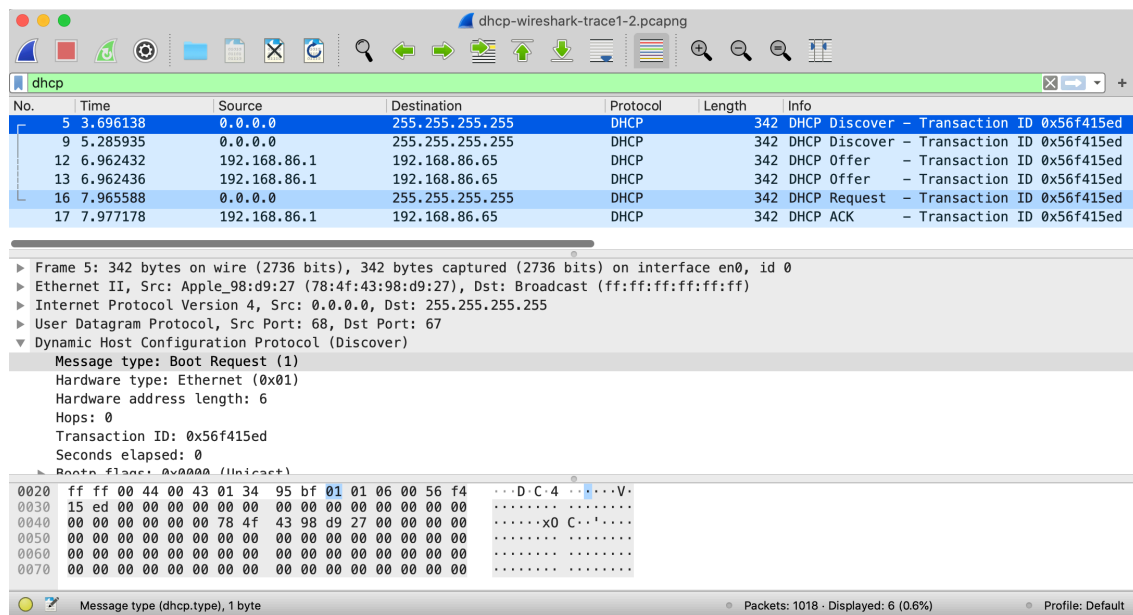 dhcp-wireshark-trace1-2.pcapng
dhcp
+
No. Time Source Destination Protocol Length Info
5 3.696138 0.0.0.0 255.255.255.255 DHCP 342 DHCP Discover – Transaction ID 0x56f415ed
9 5.285935 0.0.0.0 255.255.255.255 DHCP 342 DHCP Discover – Transaction ID 0x56f415ed
12 6.962432 192.168.86.1 192.168.86.65 DHCP 342 DHCP Offer – Transaction ID 0x56f415ed
13 6.962436 192.168.86.1 192.168.86.65 DHCP 342 DHCP Offer – Transaction ID 0x56f415ed
16 7.965588 0.0.0.0 255.255.255.255 DHCP 342 DHCP Request – Transaction ID 0x56f415ed
17 7.977178 192.168.86.1 192.168.86.65 DHCP 342 DHCP ACK – Transaction ID 0x56f415ed
Frame 5: 342 bytes on wire (2736 bits), 342 bytes captured (2736 bits) on interface en0, id 0
Ethernet II, Src: Apple_98:d9:27 (78:4f:43:98:d9:27), Dst: Broadcast (ff:ff:ff:ff:ff:ff)
Internet Protocol Version 4, Src: 0.0.0.0, Dst: 255.255.255.255
User Datagram Protocol, Src Port: 68, Dst Port: 67
Dynamic Host Configuration Protocol (Discover)
Message type: Boot Request (1)
Hardware type: Ethernet (0x01)
Hardware address length: 6
Hops: 0
Transaction ID: 0x56f415ed
Seconds elapsed: 0
Bootp flags: 0x0000 (Unicast)
0020 ff ff 00 44 00 43 01 34 95 bf 01 01 06 00 56 f4 ···D·C·4 ······V·
0030 15 ed 00 00 00 00 00 00 00 00 00 00 00 00 00 00 ········ ········
0040 00 00 00 00 00 00 78 4f 43 98 d9 27 00 00 00 00 ······xO C··'····
0050 00 00 00 00 00 00 00 00 00 00 00 00 00 00 00 00 ········ ········
0060 00 00 00 00 00 00 00 00 00 00 00 00 00 00 00 00 ········ ········
0070 00 00 00 00 00 00 00 00 00 00 00 00 00 00 00 00 ········ ········
Message type (dhcp.type), 1 byte Packets: 1018 · Displayed: 6 (0.6%) Profile: Default